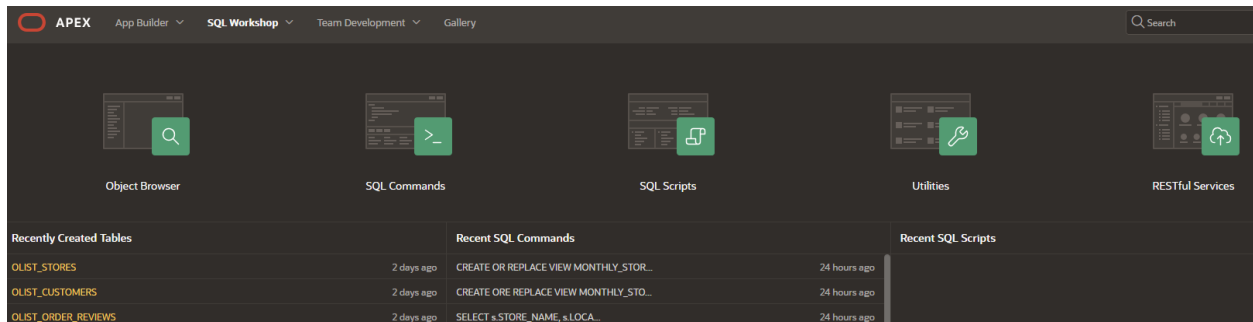 APEX App Builder SQL Workshop Team Development Gallery Search
>_
Object Browser SQL Commands SQL Scripts Utilities RESTful Services
Recently Created Tables Recent SQL Commands Recent SQL Scripts
OLIST_STORES 2 days ago CREATE OR REPLACE VIEW MONTHLY_STOR... 24 hours ago
OLIST_CUSTOMERS 2 days ago CREATE ORE REPLACE VIEW MONTHLY_STO... 24 hours ago
OLIST_ORDER_REVIEWS 2 days ago SELECT s.STORE_NAME, s.LOCA... 24 hours ago